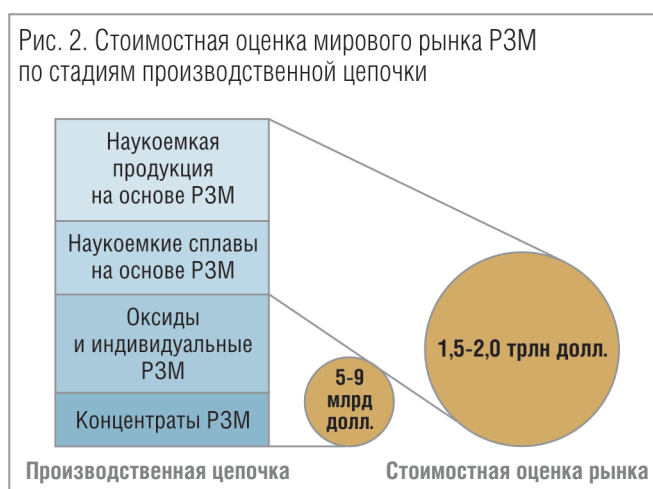 Рис. 2. Стоимостная оценка мирового рынка РЗМ
по стадиям производственной цепочки
Наукоемкая
продукция
на основе РЗМ
Наукоемкие сплавы
на основе РЗМ
Оксиды
и индивидуальные
РЗМ
Концентраты РЗМ
5-9
млрд
долл.
1,5-2,0 трлн долл.
Производственная цепочка
Стоимостная оценка рынка